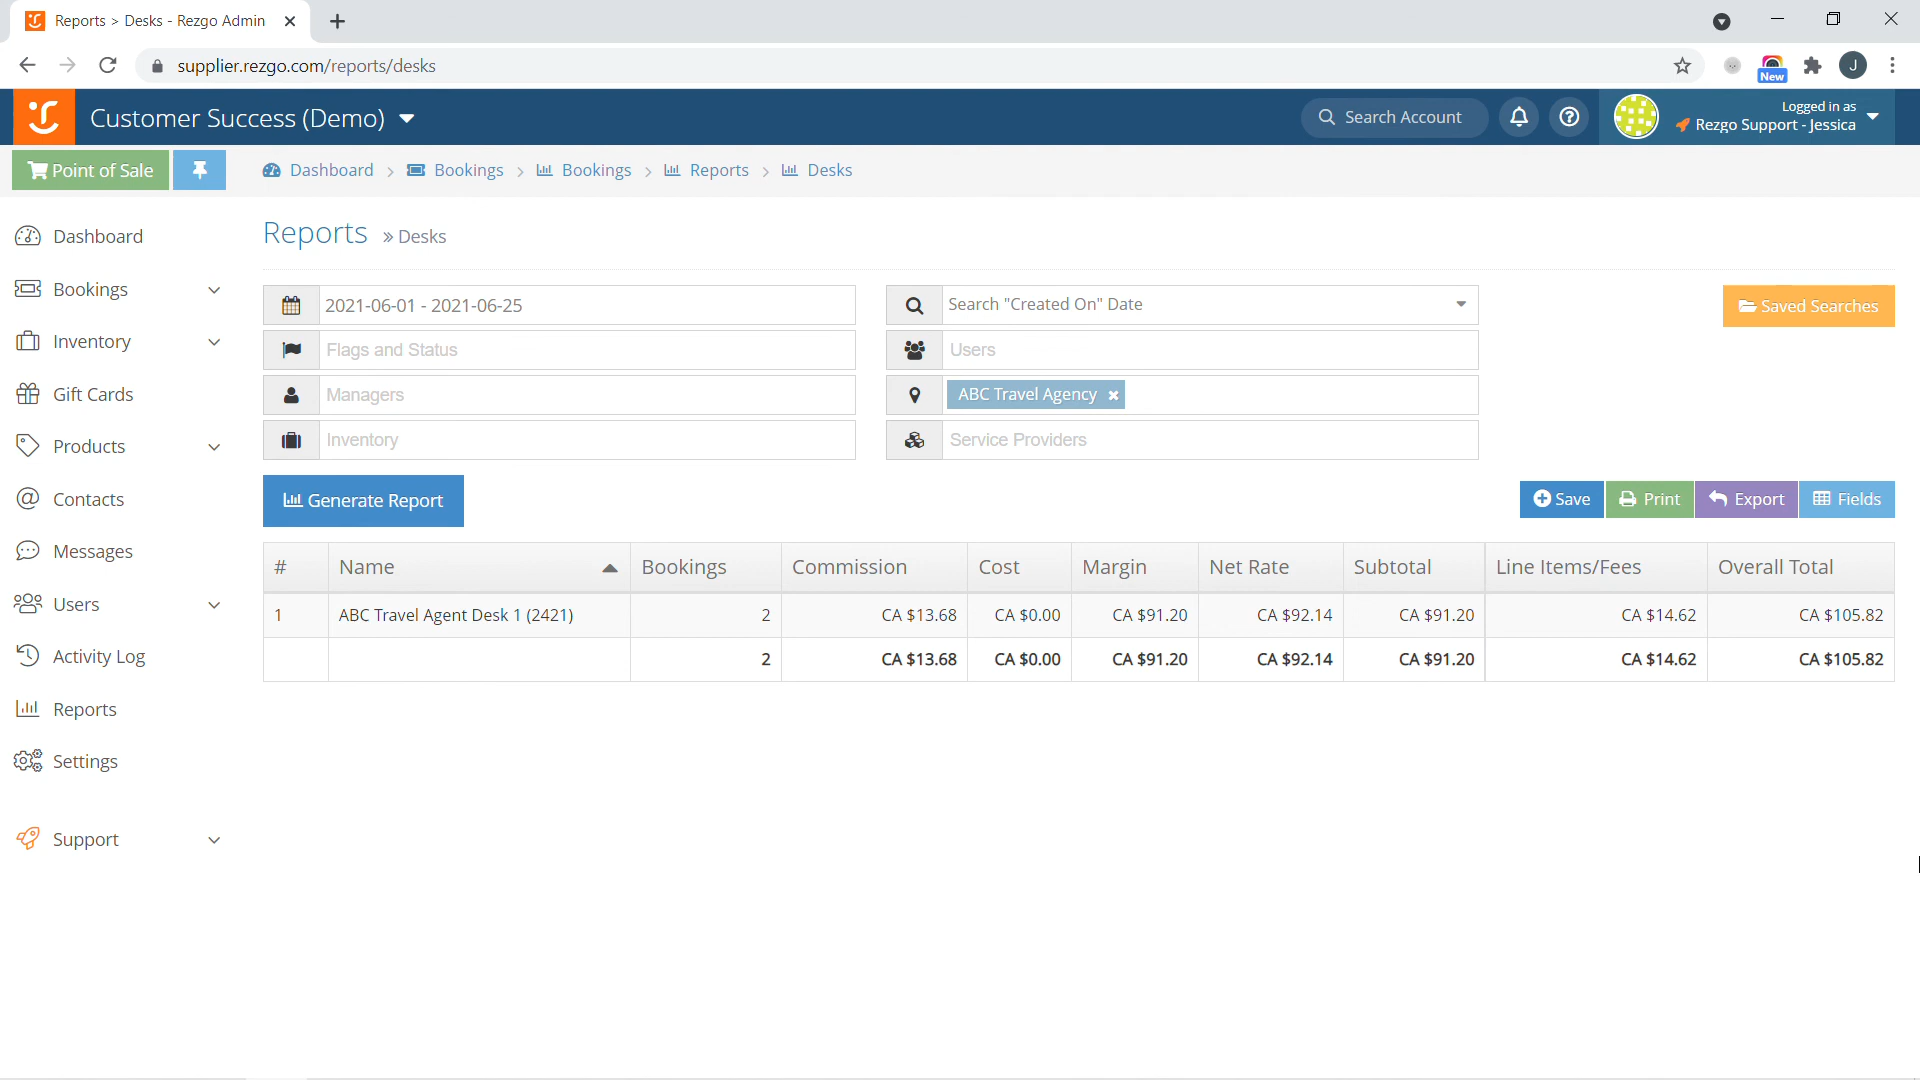 Reports > Desks - Rezgo Admin
supplier.rezgo.com/reports/desks
New
J
Customer Success (Demo)
Search Account
Logged in as
Rezgo Support - Jessica
Point of Sale
Dashboard
Bookings
Bookings
Reports
Desks
Dashboard
Bookings
Inventory
Gift Cards
Products
Contacts
Messages
Users
Activity Log
Reports
Settings
Support
Reports » Desks
2021-06-01 - 2021-06-25
Search "Created On" Date
Saved Searches
Flags and Status
Users
Managers
ABC Travel Agency ×
Inventory
Service Providers
Generate Report
Save
Print
Export
Fields
# Name Bookings Commission Cost Margin Net Rate Subtotal Line Items/Fees Overall Total
1 ABC Travel Agent Desk 1 (2421) 2 CA $13.68 CA $0.00 CA $91.20 CA $92.14 CA $91.20 CA $14.62 CA $105.82
2 CA $13.68 CA $0.00 CA $91.20 CA $92.14 CA $91.20 CA $14.62 CA $105.82